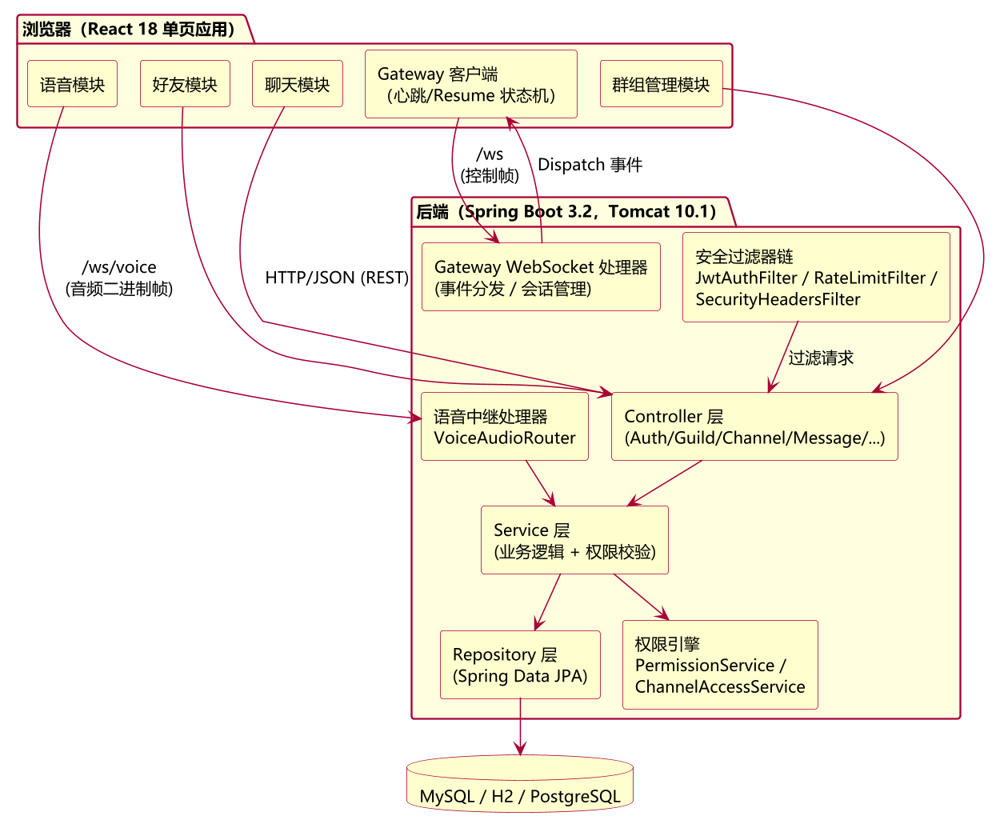 浏览器（React 18 单页应用）
语音模块
好友模块
聊天模块
Gateway 客户端
（心跳/Resume 状态机）
群组管理模块
/ws
(控制帧)
Dispatch 事件
后端（Spring Boot 3.2，Tomcat 10.1）
/ws/voice
(音频二进制帧)
HTTP/JSON (REST)
Gateway WebSocket 处理器
(事件分发 / 会话管理)
安全过滤器链
JwtAuthFilter / RateLimitFilter /
SecurityHeadersFilter
过滤请求
语音中继处理器
VoiceAudioRouter
Controller 层
(Auth/Guild/Channel/Message/...)
Service 层
(业务逻辑 + 权限校验)
Repository 层
(Spring Data JPA)
权限引擎
PermissionService /
ChannelAccessService
MySQL / H2 / PostgreSQL